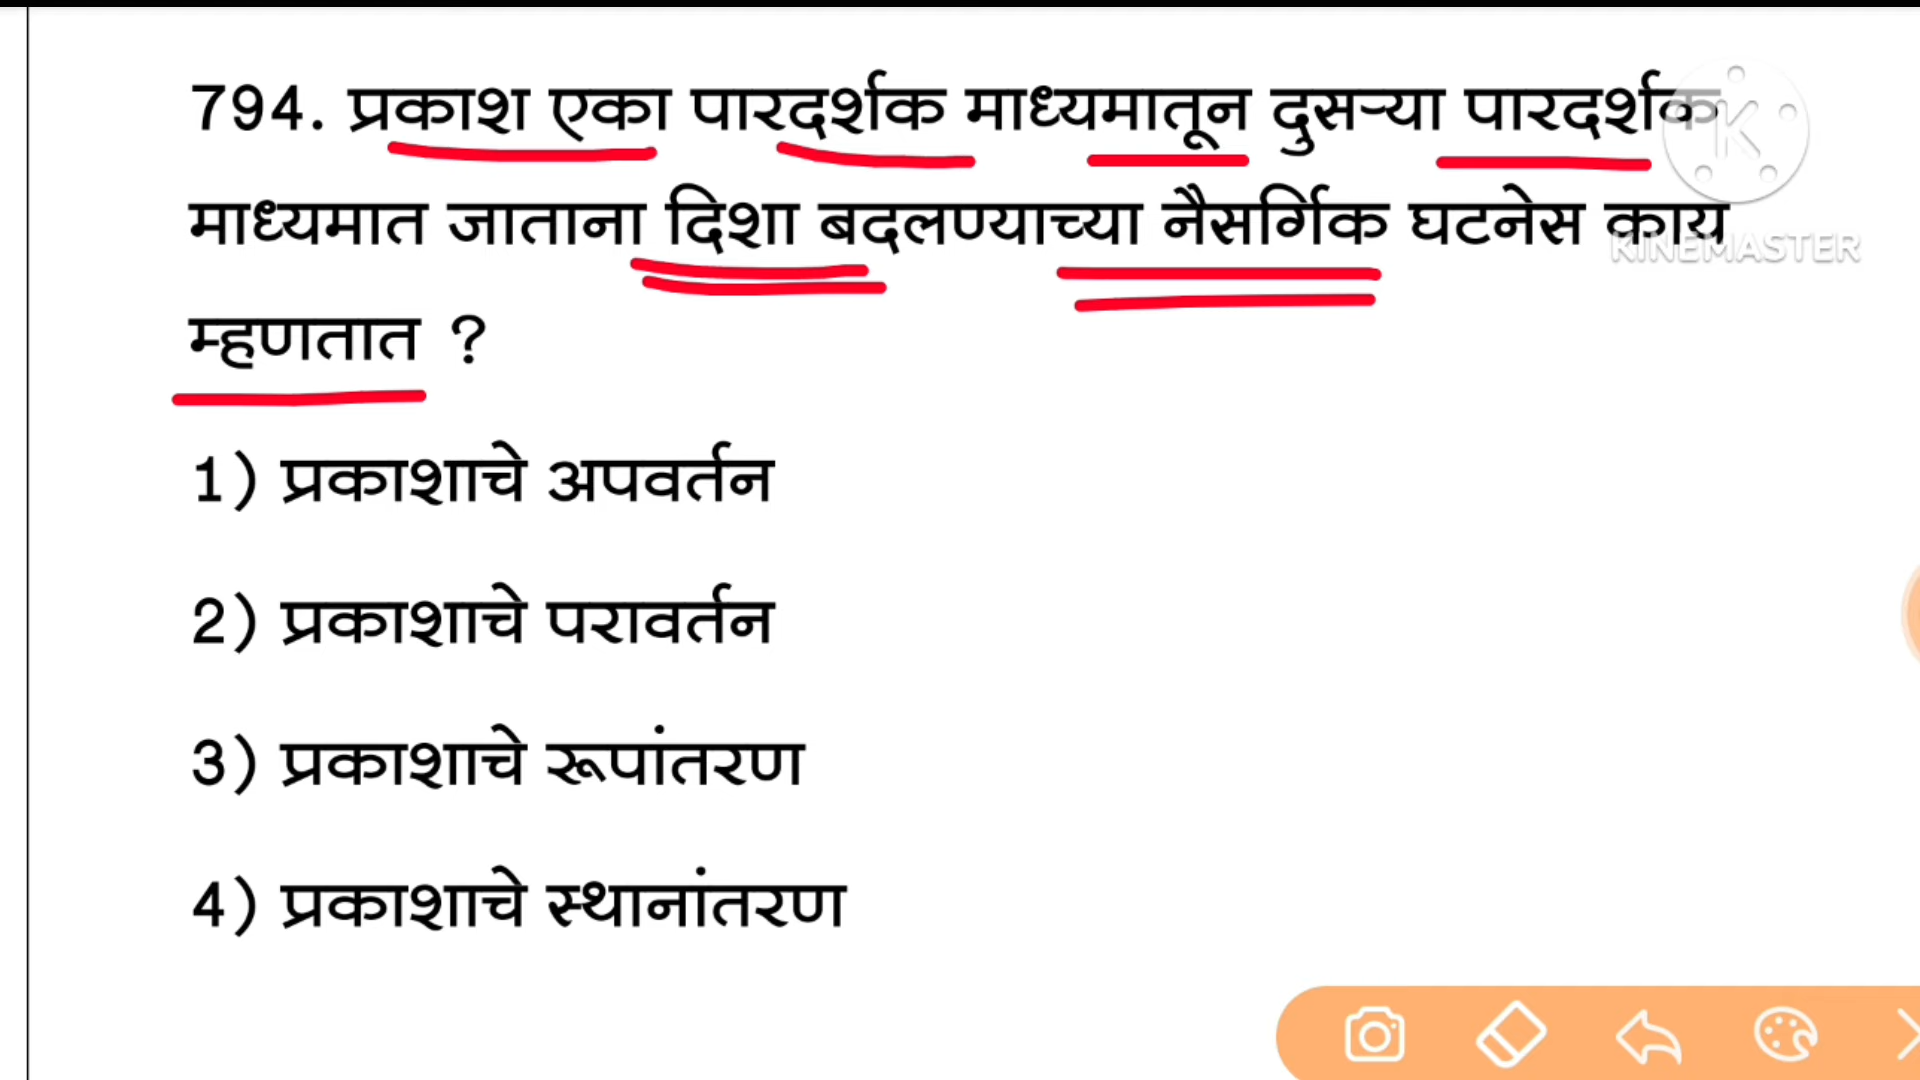 794. प्रकाश एका पारदर्शक माध्यमातून दुसऱ्या पारदर्शक
माध्यमात जाताना दिशा बदलण्याच्या नैसर्गिक घटनेस काय
म्हणतात ?
1) प्रकाशाचे अपवर्तन
2) प्रकाशाचे परावर्तन
3) प्रकाशाचे रूपांतरण
4) प्रकाशाचे स्थानांतरण
K
KINEMASTER